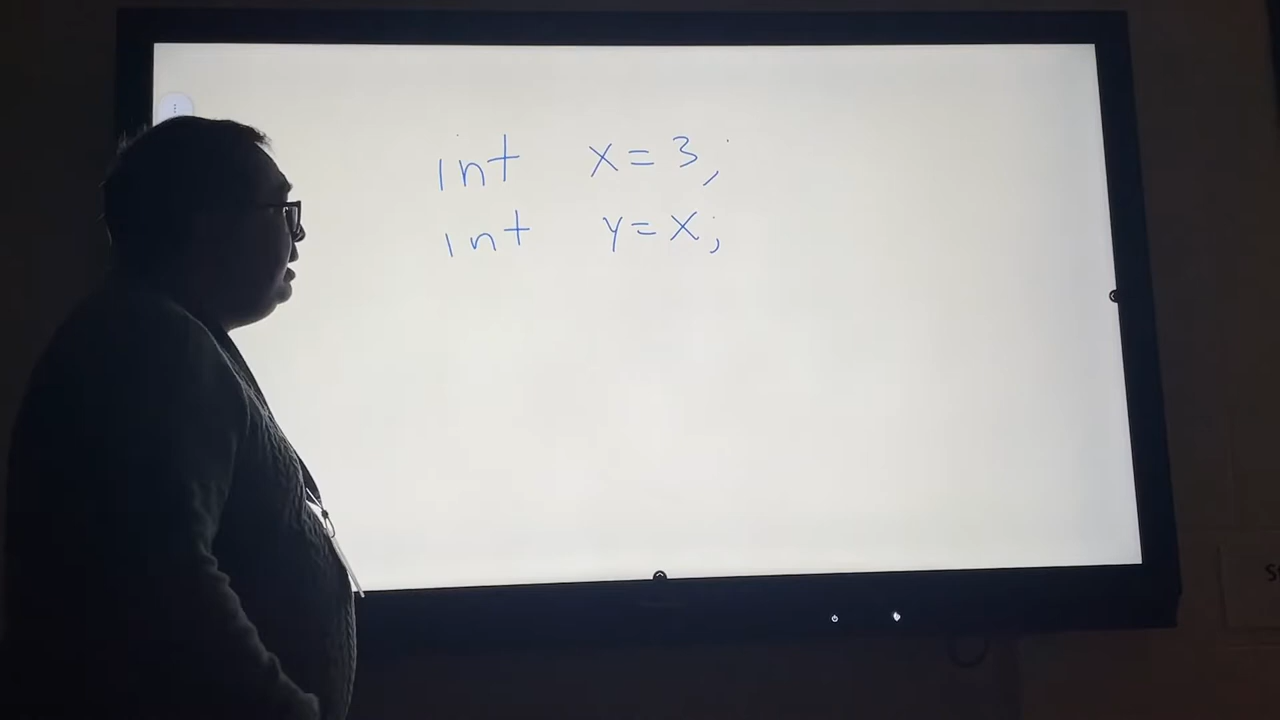 int x=3;
int y=x;